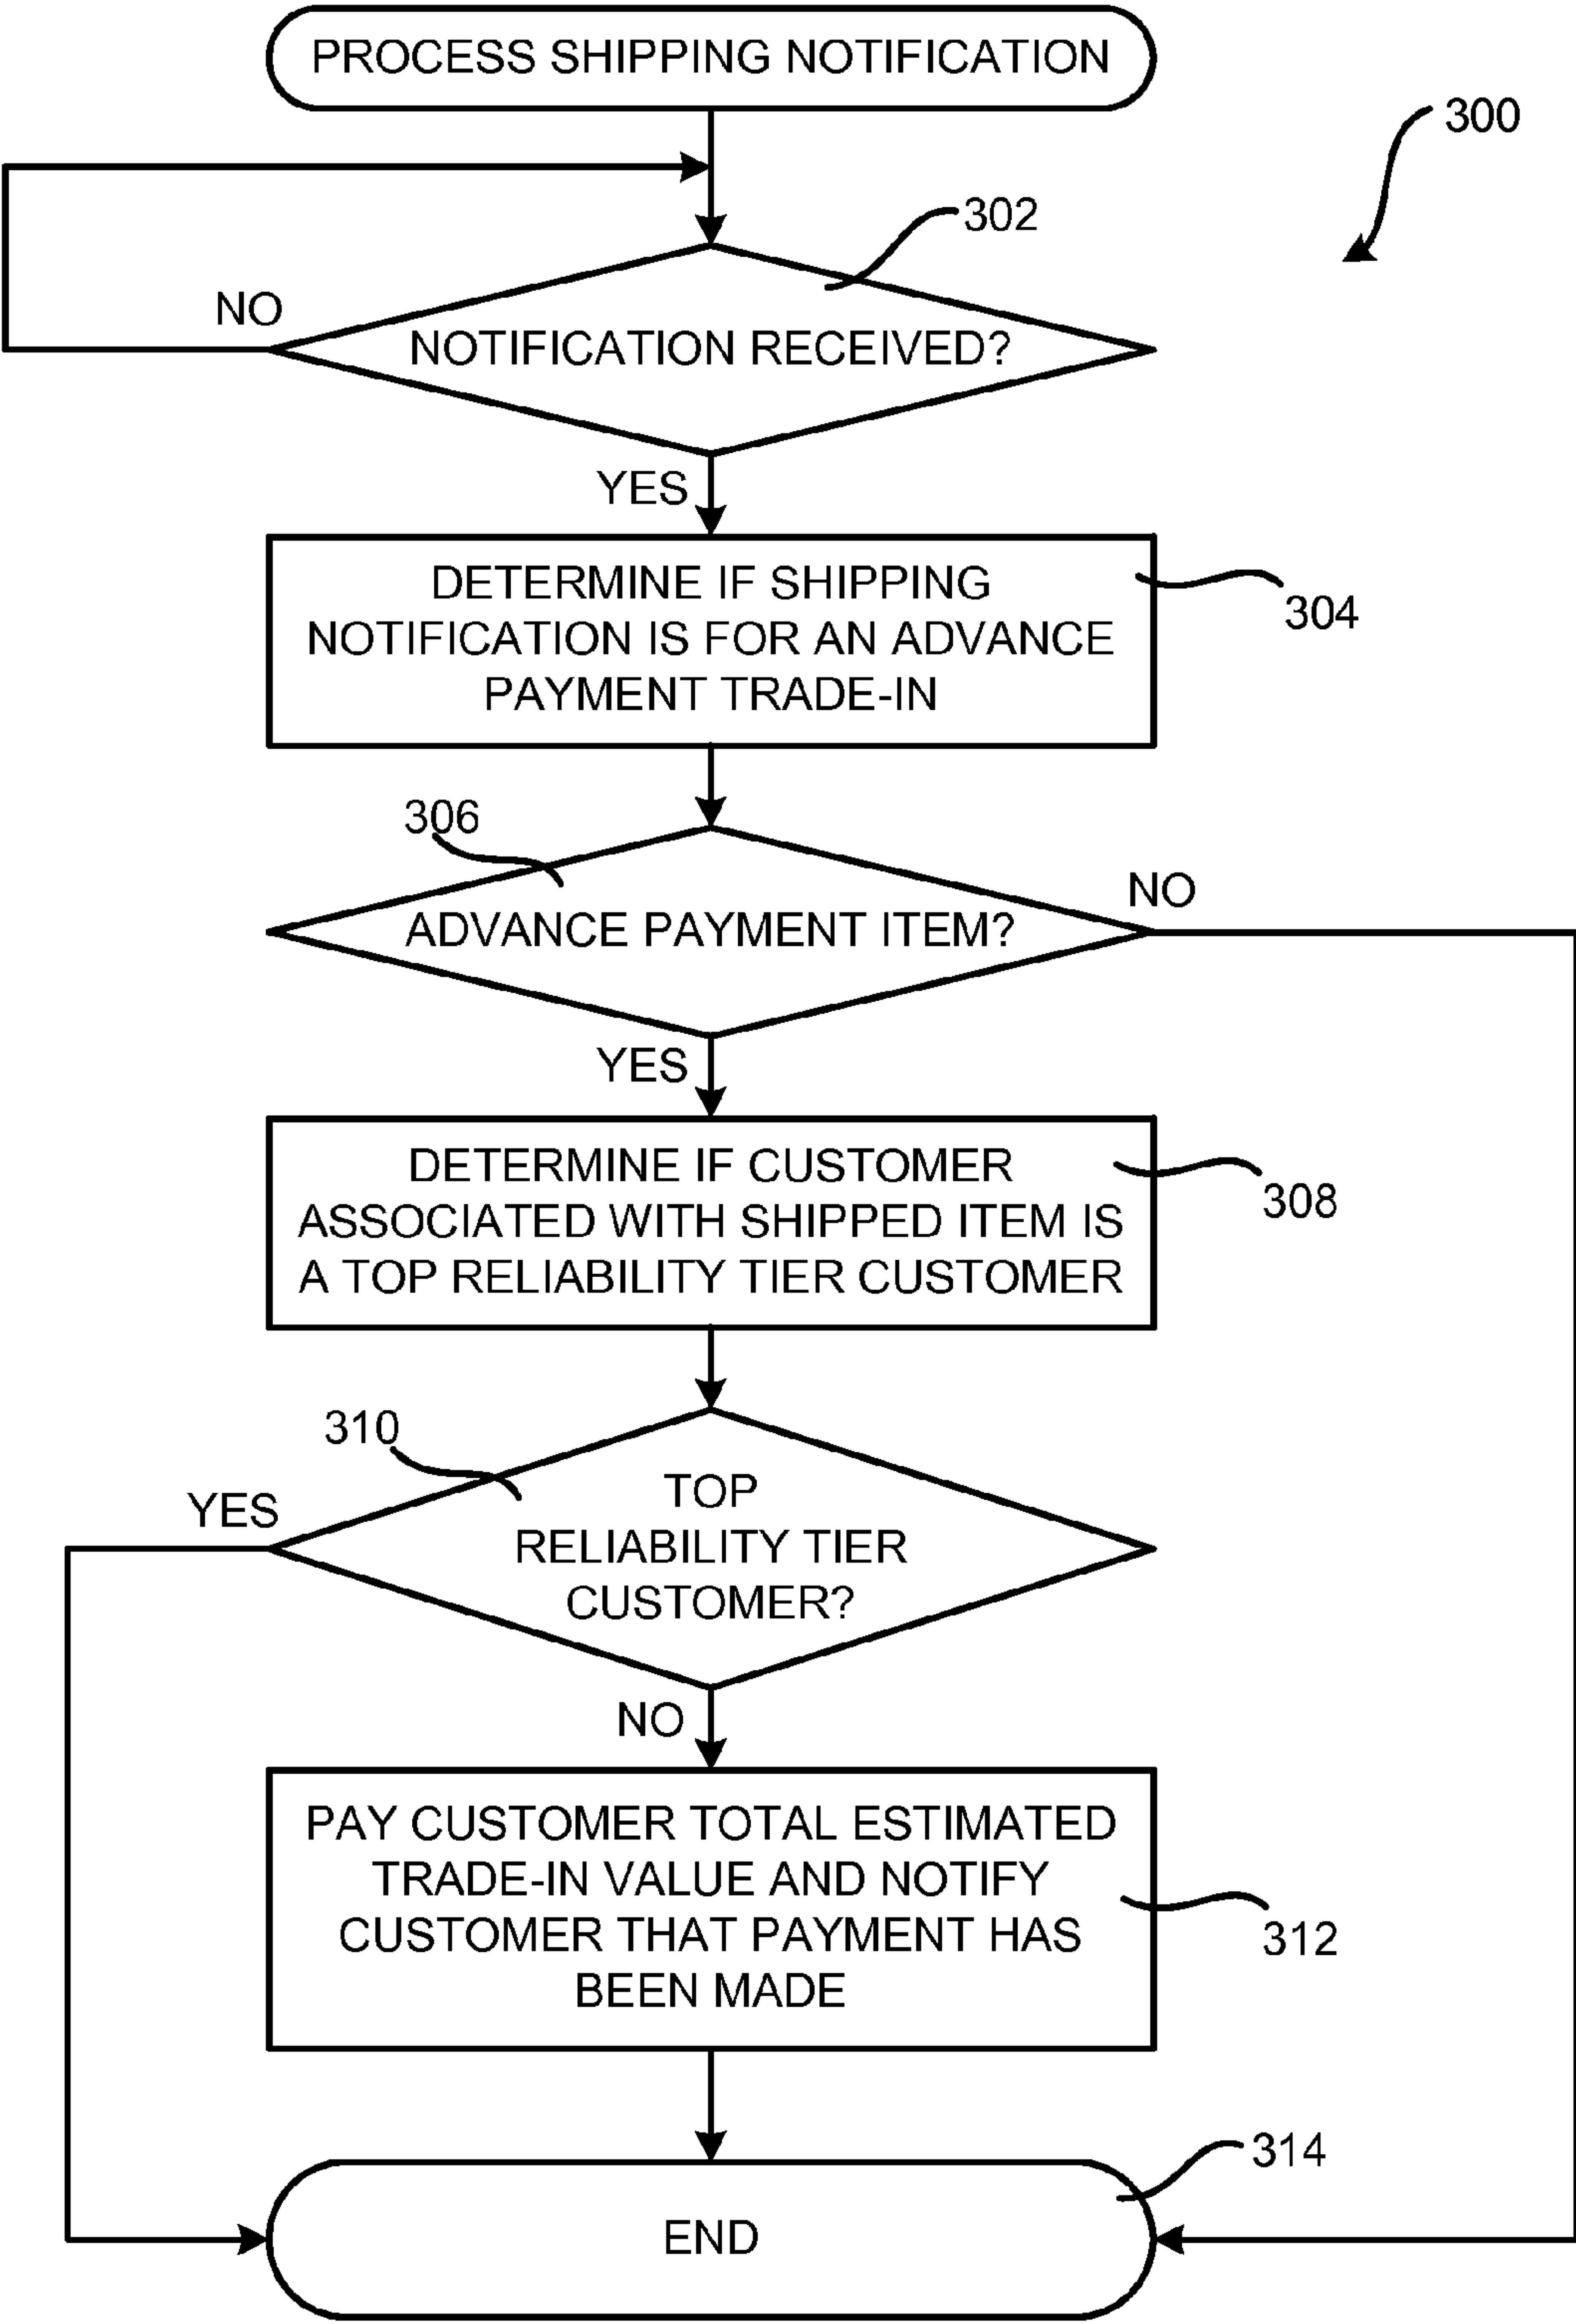 PROCESS SHIPPING NOTIFICATION
300
302
NO
NOTIFICATION RECEIVED?
YES
DETERMINE IF SHIPPING
NOTIFICATION IS FOR AN ADVANCE
PAYMENT TRADE-IN
304
306
NO
ADVANCE PAYMENT ITEM?
YES
DETERMINE IF CUSTOMER
ASSOCIATED WITH SHIPPED ITEM IS
A TOP RELIABILITY TIER CUSTOMER
308
310
YES
TOP
RELIABILITY TIER
CUSTOMER?
NO
PAY CUSTOMER TOTAL ESTIMATED
TRADE-IN VALUE AND NOTIFY
CUSTOMER THAT PAYMENT HAS
BEEN MADE
312
314
END